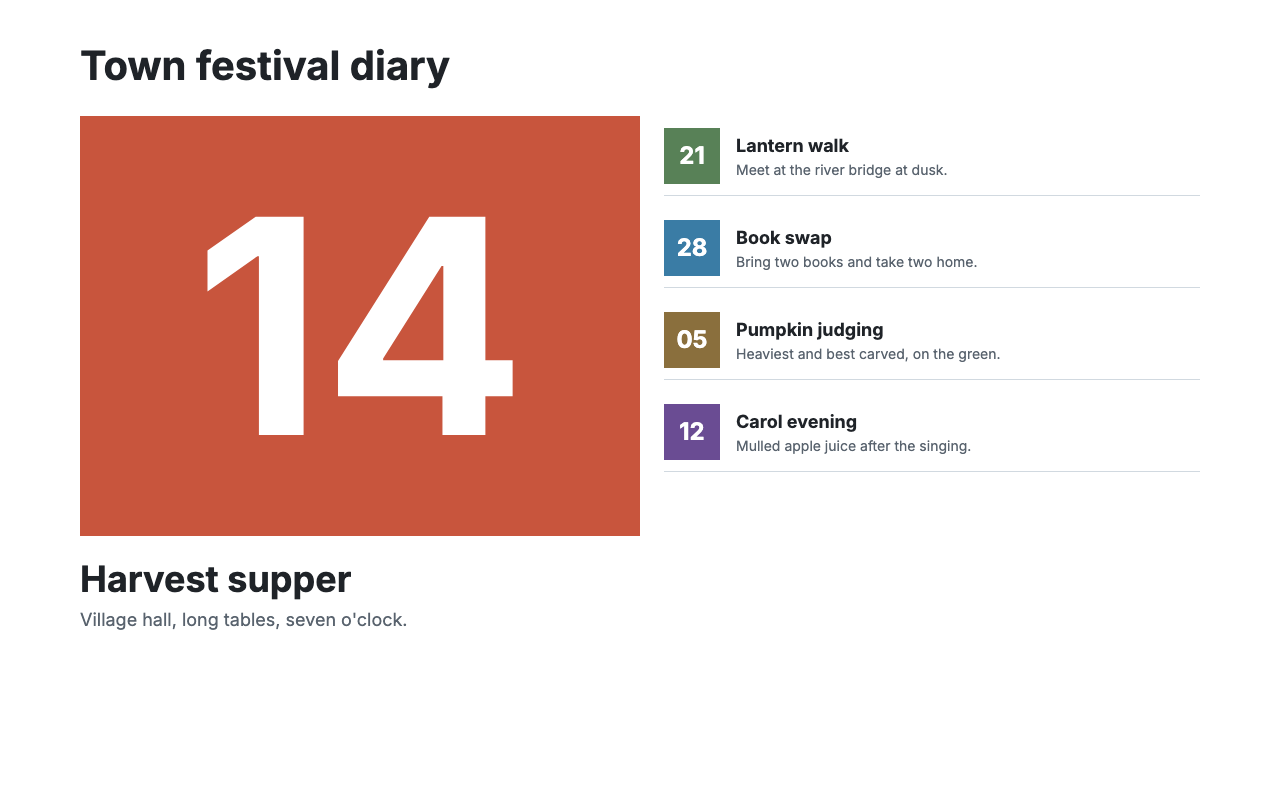 Town festival diary
14
Harvest supper
Village hall, long tables, seven o'clock.
21
Lantern walk
Meet at the river bridge at dusk.
28
Book swap
Bring two books and take two home.
05
Pumpkin judging
Heaviest and best carved, on the green.
12
Carol evening
Mulled apple juice after the singing.